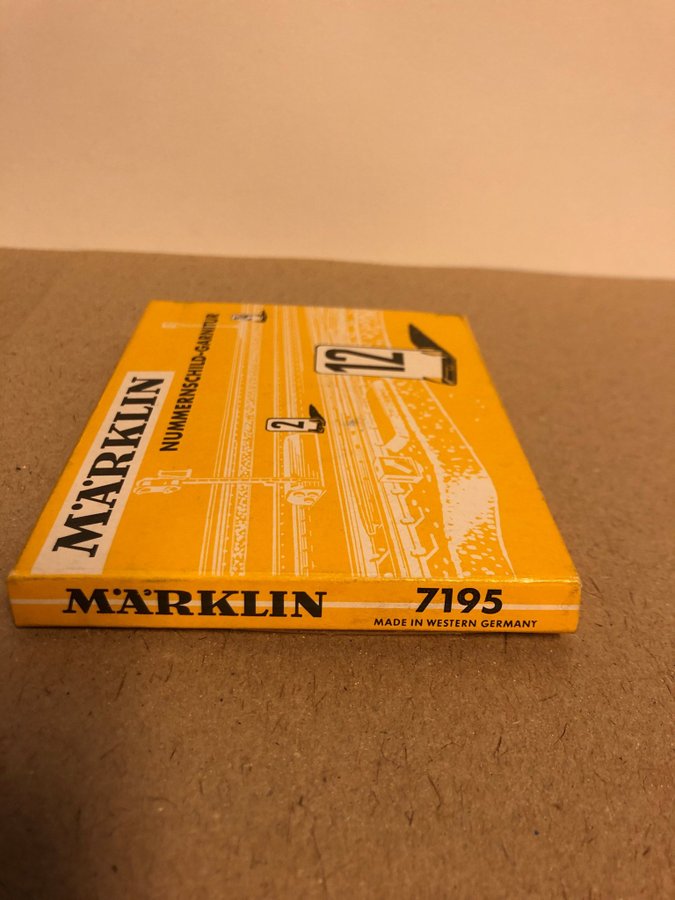 MÄRKLIN
NUMMERNSCHILD-GARNITUR
12
2
MÄRKLIN
7195
MADE IN WESTERN GERMANY